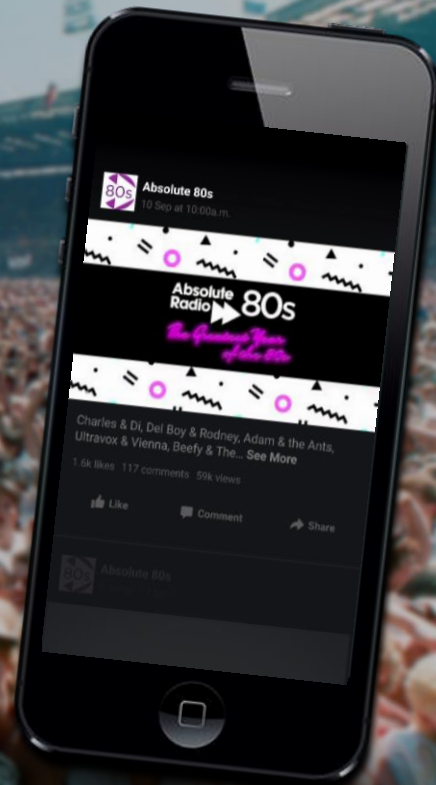 80s
Absolute 80s
10 Sep at 10:00a.m.
Absolute
Radio 80s
The Greatest Year
of the 80s
Charles & Di, Del Boy & Rodney, Adam & the Ants,
Ultravox & Vienna, Beefy & The... See More
1.6k likes 117 comments 59k views
Like Comment Share
80s
Absolute 80s